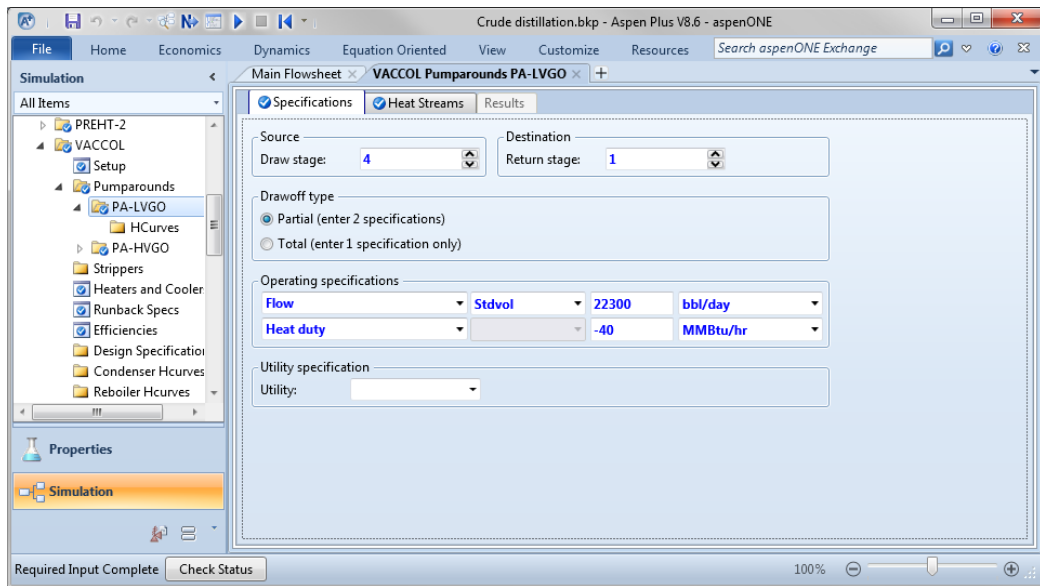 Crude distillation.bkp - Aspen Plus V8.6 - aspenONE
File Home Economics Dynamics Equation Oriented View Customize Resources Search aspenONE Exchange
Simulation
All Items
PREHT-2
VACCOL
Setup
Pumparounds
PA-LVGO
HCurves
PA-HVGO
Strippers
Heaters and Cooler
Runback Specs
Efficiencies
Design Specification
Condenser Hcurves
Reboiler Hcurves
Properties
Simulation
Main Flowsheet VACCOL Pumparounds PA-LVGO
Specifications Heat Streams Results
Source
Draw stage: 4
Destination
Return stage: 1
Drawoff type
Partial (enter 2 specifications)
Total (enter 1 specification only)
Operating specifications
Flow Stdvol 22300 bbl/day
Heat duty -40 MMBtu/hr
Utility specification
Utility:
Required Input Complete Check Status 100%